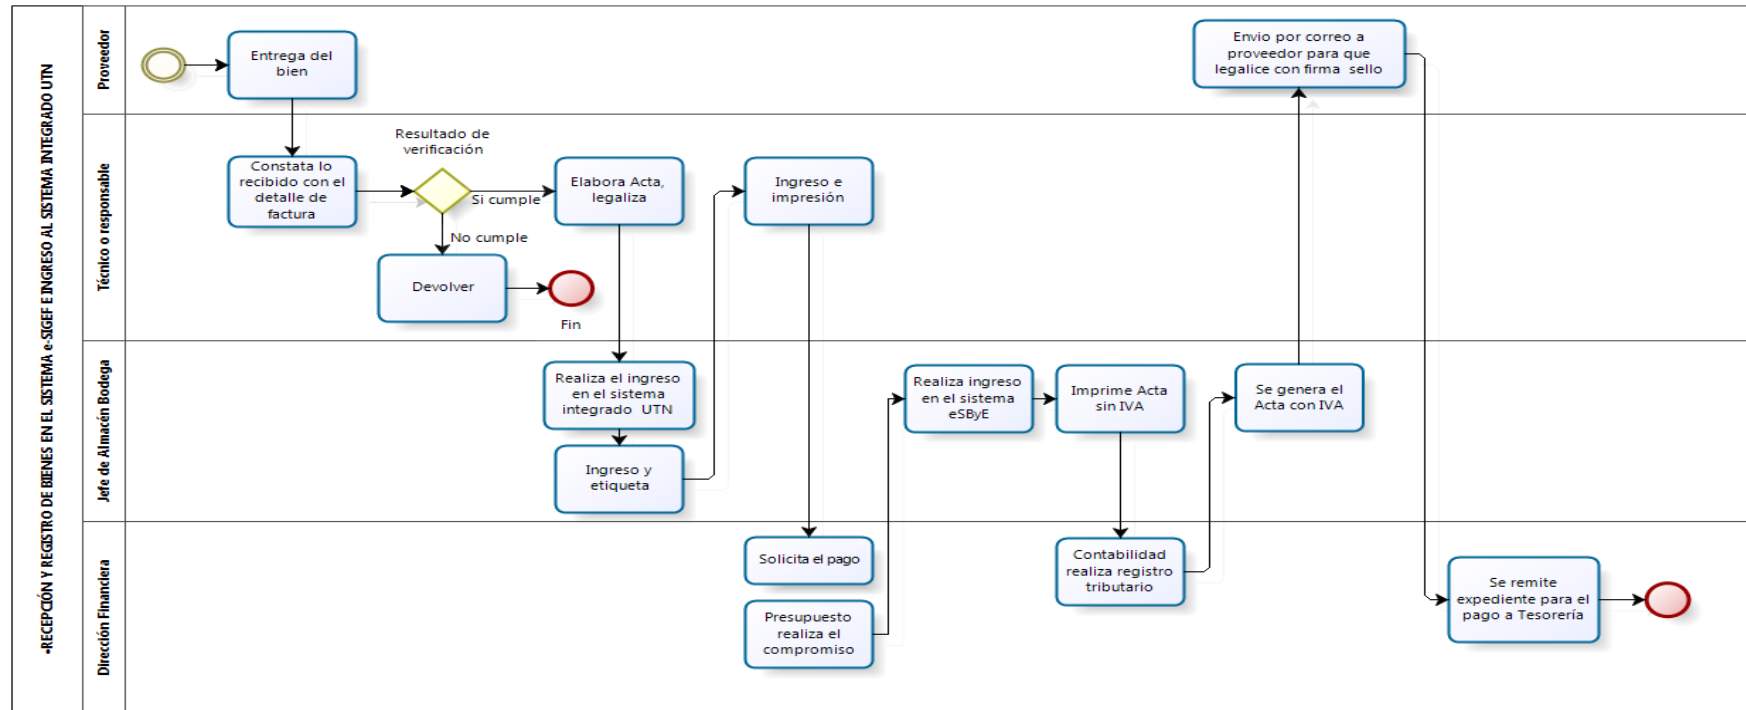 •RECEPCIÓN Y REGISTRO DE BIENES EN EL SISTEMA e-SIGEF E INGRESO AL SISTEMA INTEGRADO UTN
Proveedor
Entrega del
bien
Envio por correo a
proveedor para que
legalice con firma sello
Técnico o responsable
Constata lo
recibido con el
detalle de
factura
Resultado de
verificación
Si cumple
No cumple
Elabora Acta,
legaliza
Ingreso e
impresión
Devolver
Fin
Jefe de Almacén Bodega
Realiza el ingreso
en el sistema
integrado UTN
Ingreso y
etiqueta
Realiza ingreso
en el sistema
eSByE
Imprime Acta
sin IVA
Se genera el
Acta con IVA
Dirección Financiera
Solicita el pago
Presupuesto
realiza el
compromiso
Contabilidad
realiza registro
tributario
Se remite
expediente para el
pago a Tesorería